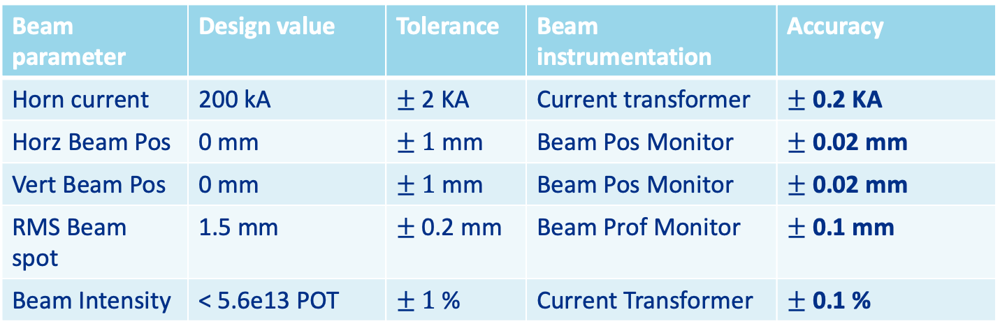 Beam parameter Design value Tolerance Beam instrumentation Accuracy
Horn current 200 kA ± 2 KA Current transformer ± 0.2 KA
Horz Beam Pos 0 mm ± 1 mm Beam Pos Monitor ± 0.02 mm
Vert Beam Pos 0 mm ± 1 mm Beam Pos Monitor ± 0.02 mm
RMS Beam spot 1.5 mm ± 0.2 mm Beam Prof Monitor ± 0.1 mm
Beam Intensity < 5.6e13 POT ± 1 % Current Transformer ± 0.1 %